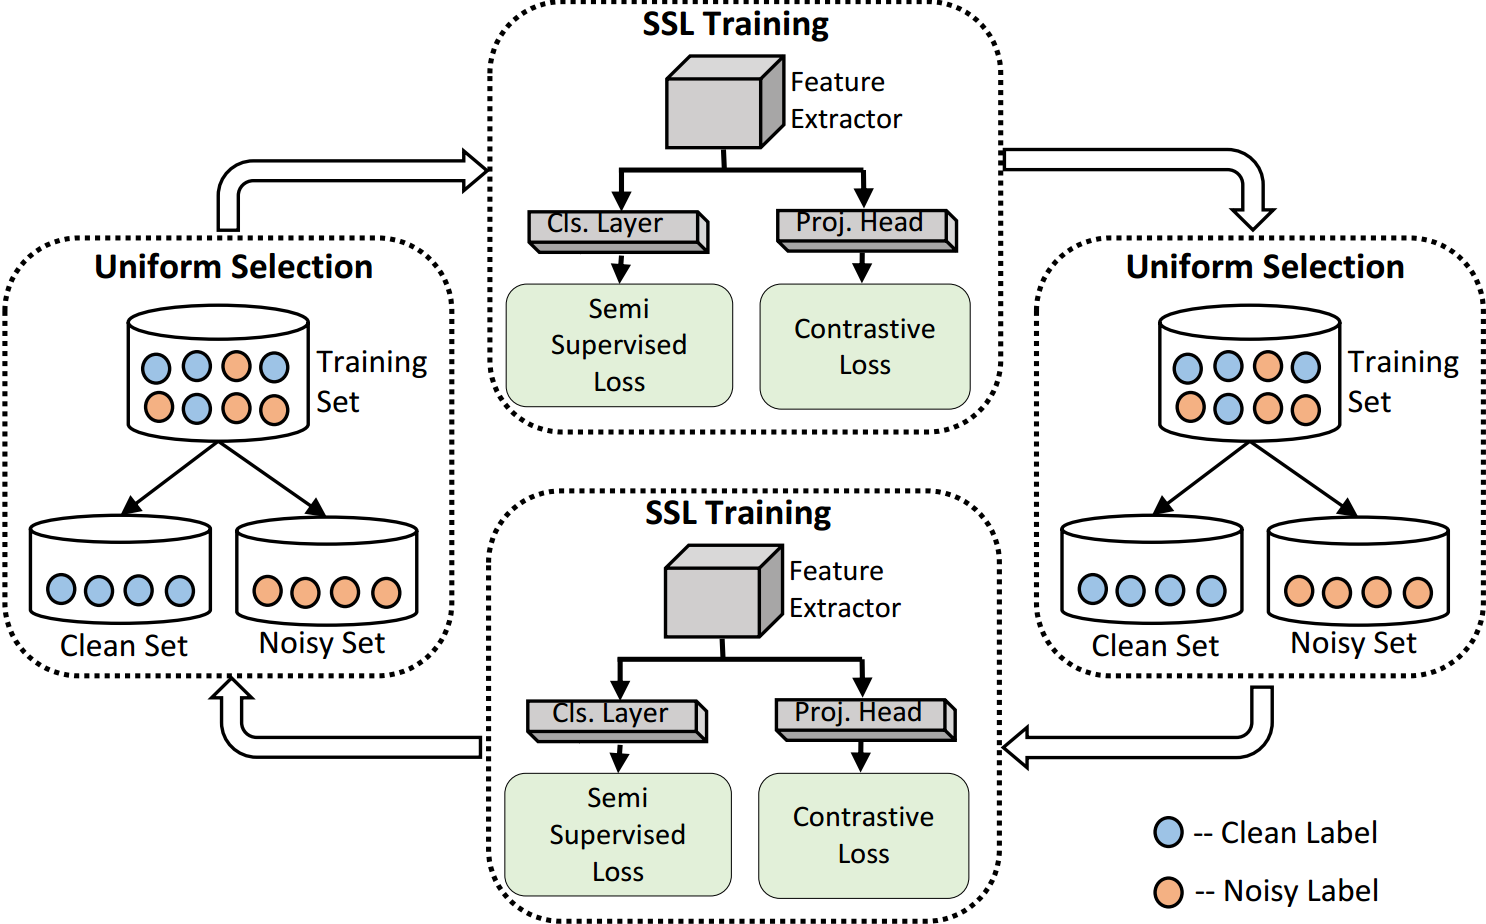 SSL Training
Feature
Extractor
Cls. Layer
Proj. Head
Semi
Supervised
Loss
Contrastive
Loss
Uniform Selection
Training
Set
Clean Set
Noisy Set
Uniform Selection
Training
Set
Clean Set
Noisy Set
SSL Training
Feature
Extractor
Cls. Layer
Proj. Head
Semi
Supervised
Loss
Contrastive
Loss
-- Clean Label
-- Noisy Label